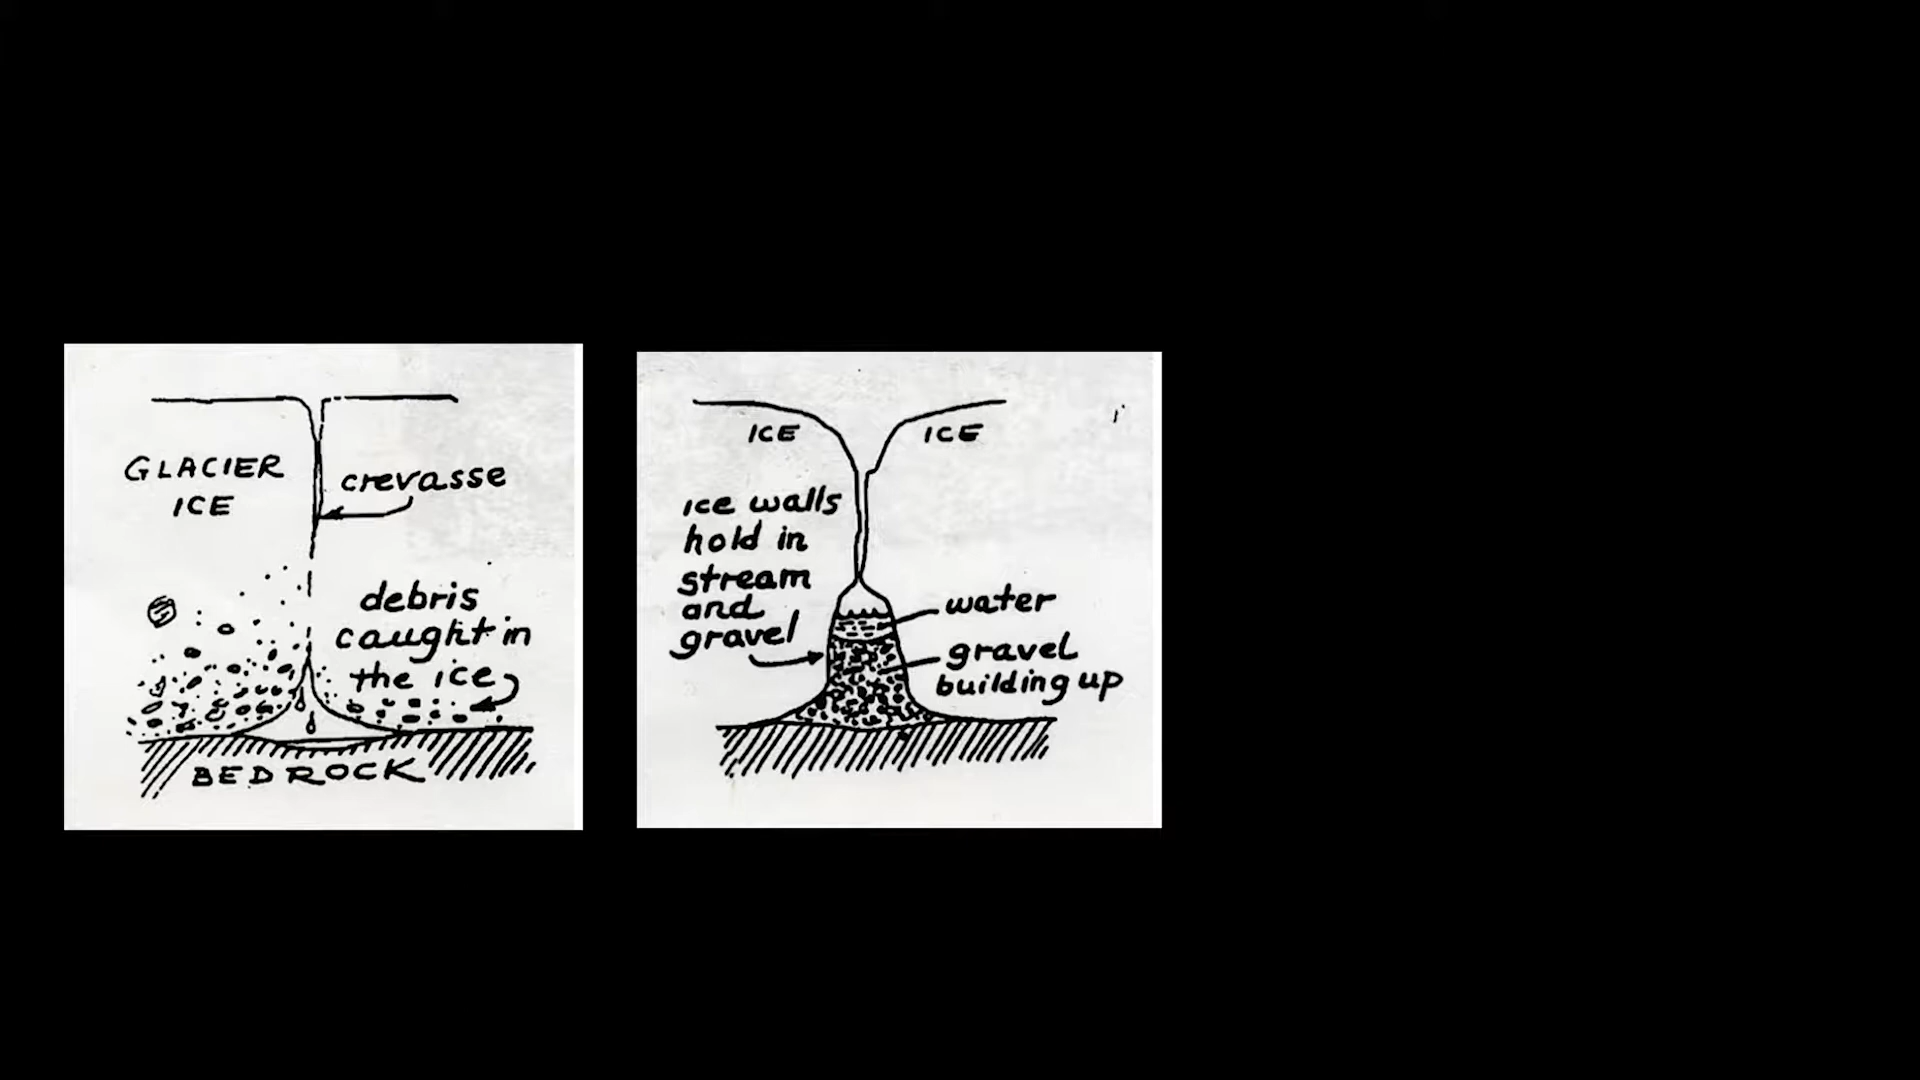 GLACIER
ICE
crevasse
debris
caught in
the ice
BEDROCK
ICE
ICE
ice walls
hold in
stream
and
gravel
water
gravel
building up